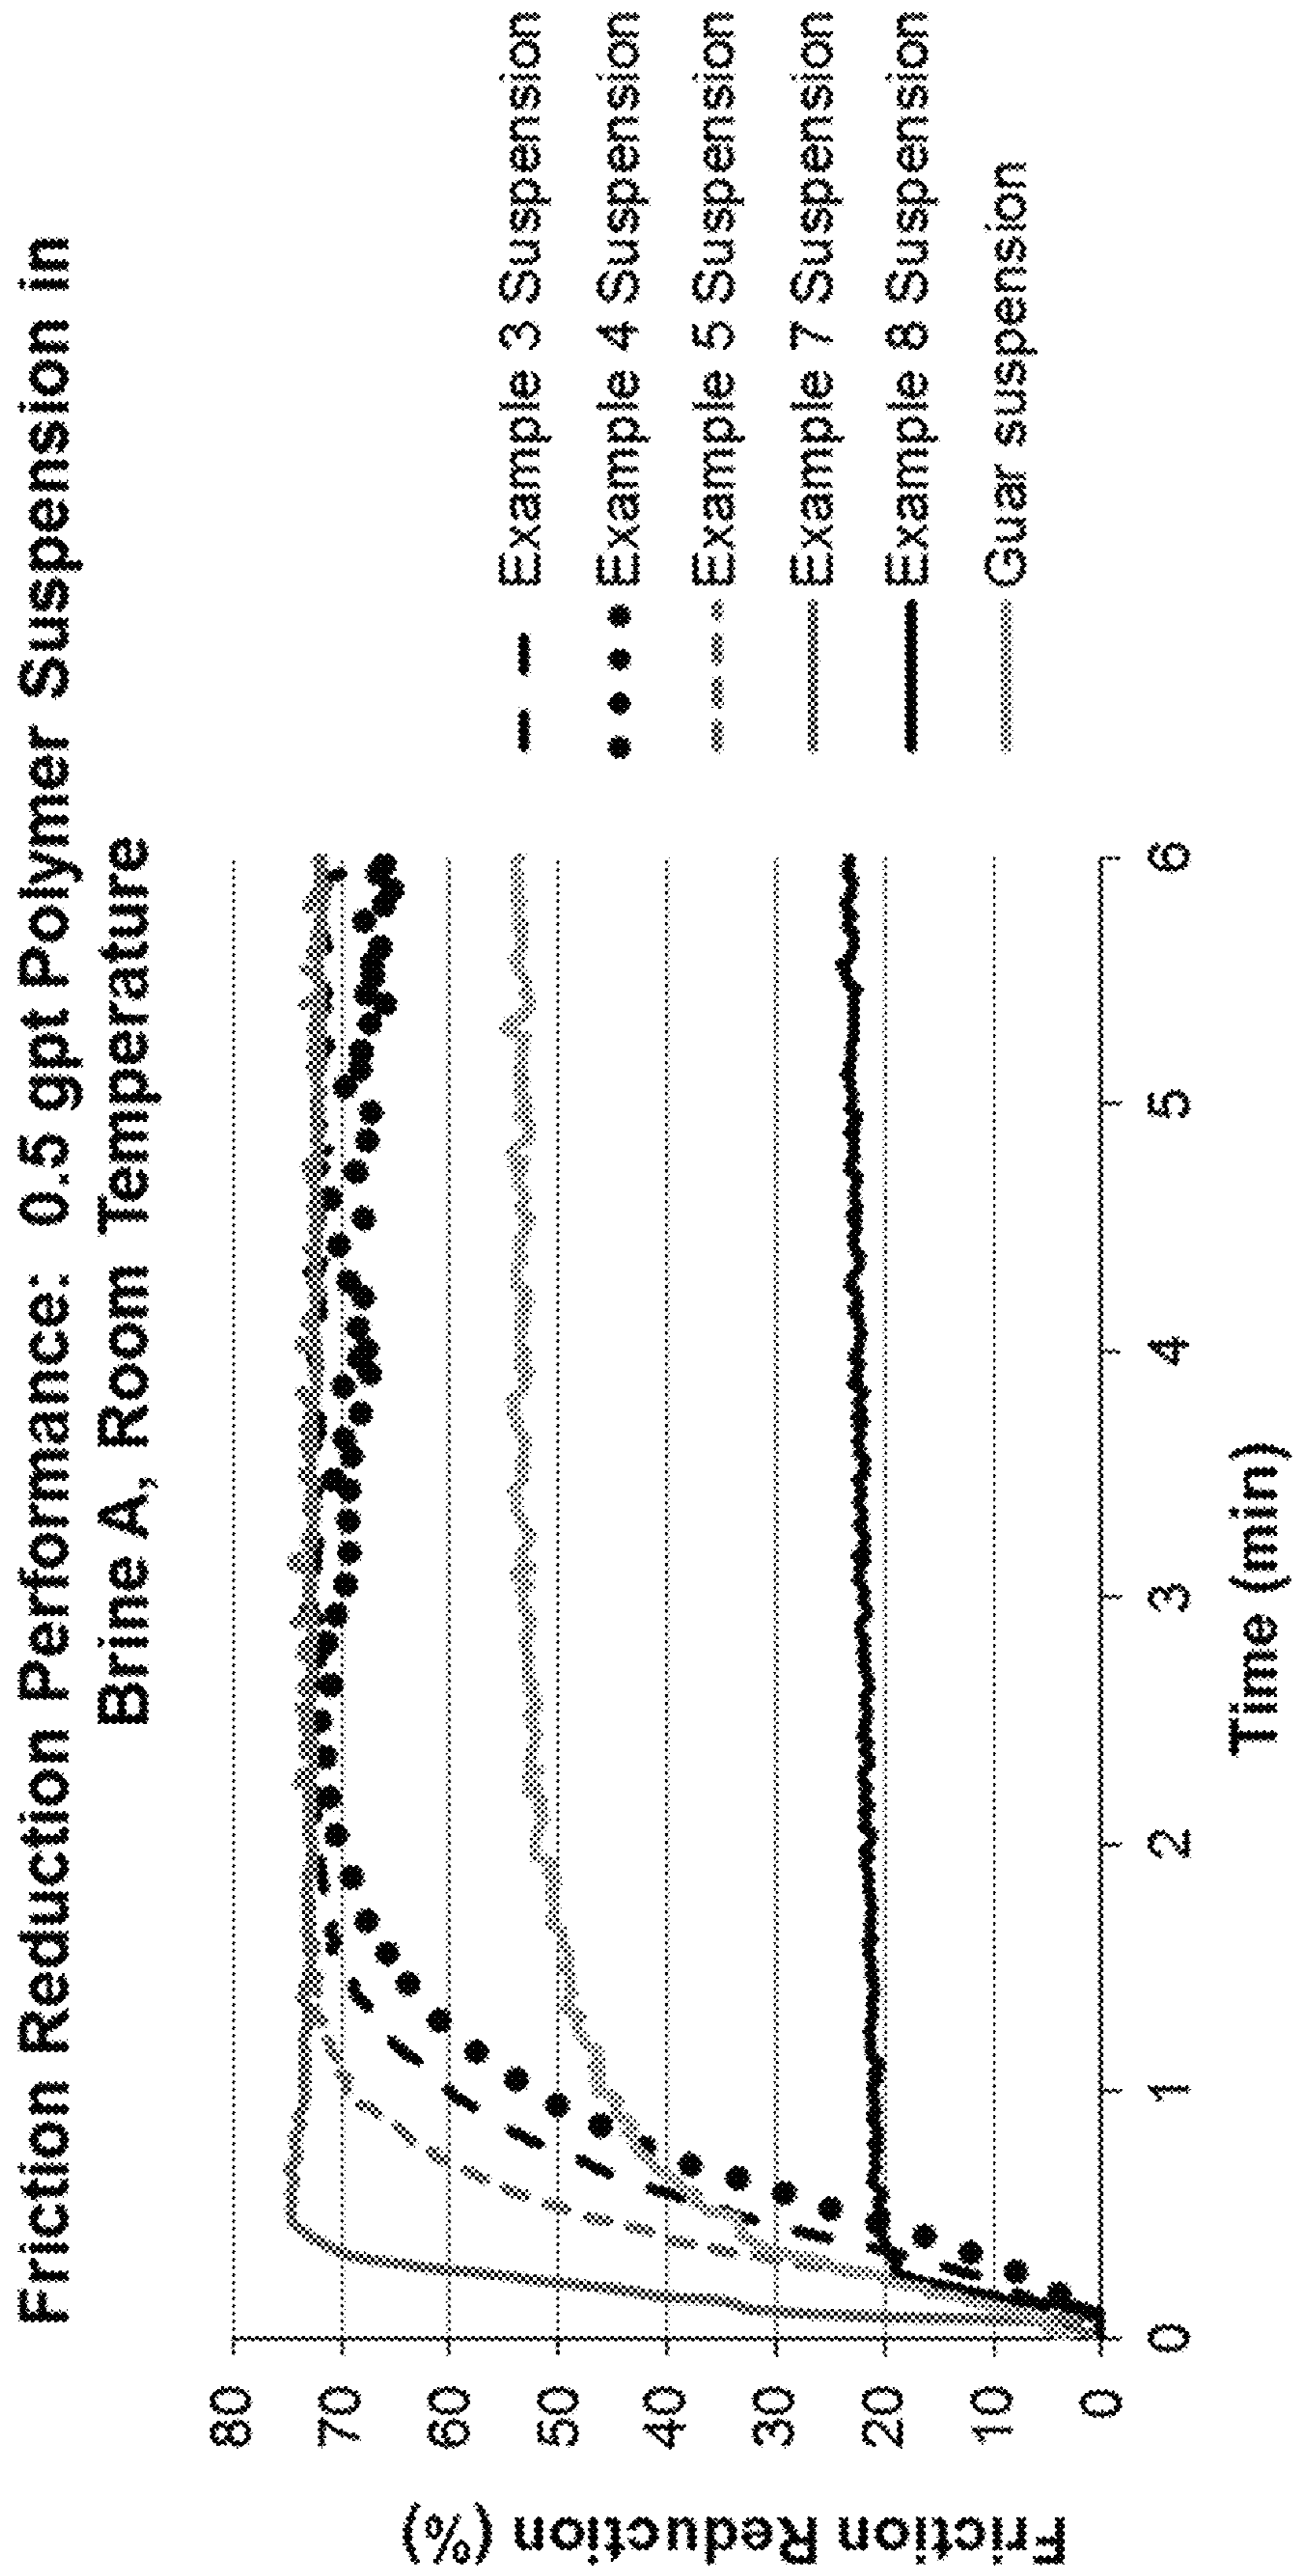 Friction Reduction Performance: 0.5 gpt Polymer Suspension in
Brine A, Room Temperature
Friction Reduction (%)
80
70
60
50
40
30
20
10
0
0 1 2 3 4 5 6
Time (min)
Example 3 Suspension
Example 4 Suspension
Example 5 Suspension
Example 7 Suspension
Example 8 Suspension
Guar suspension